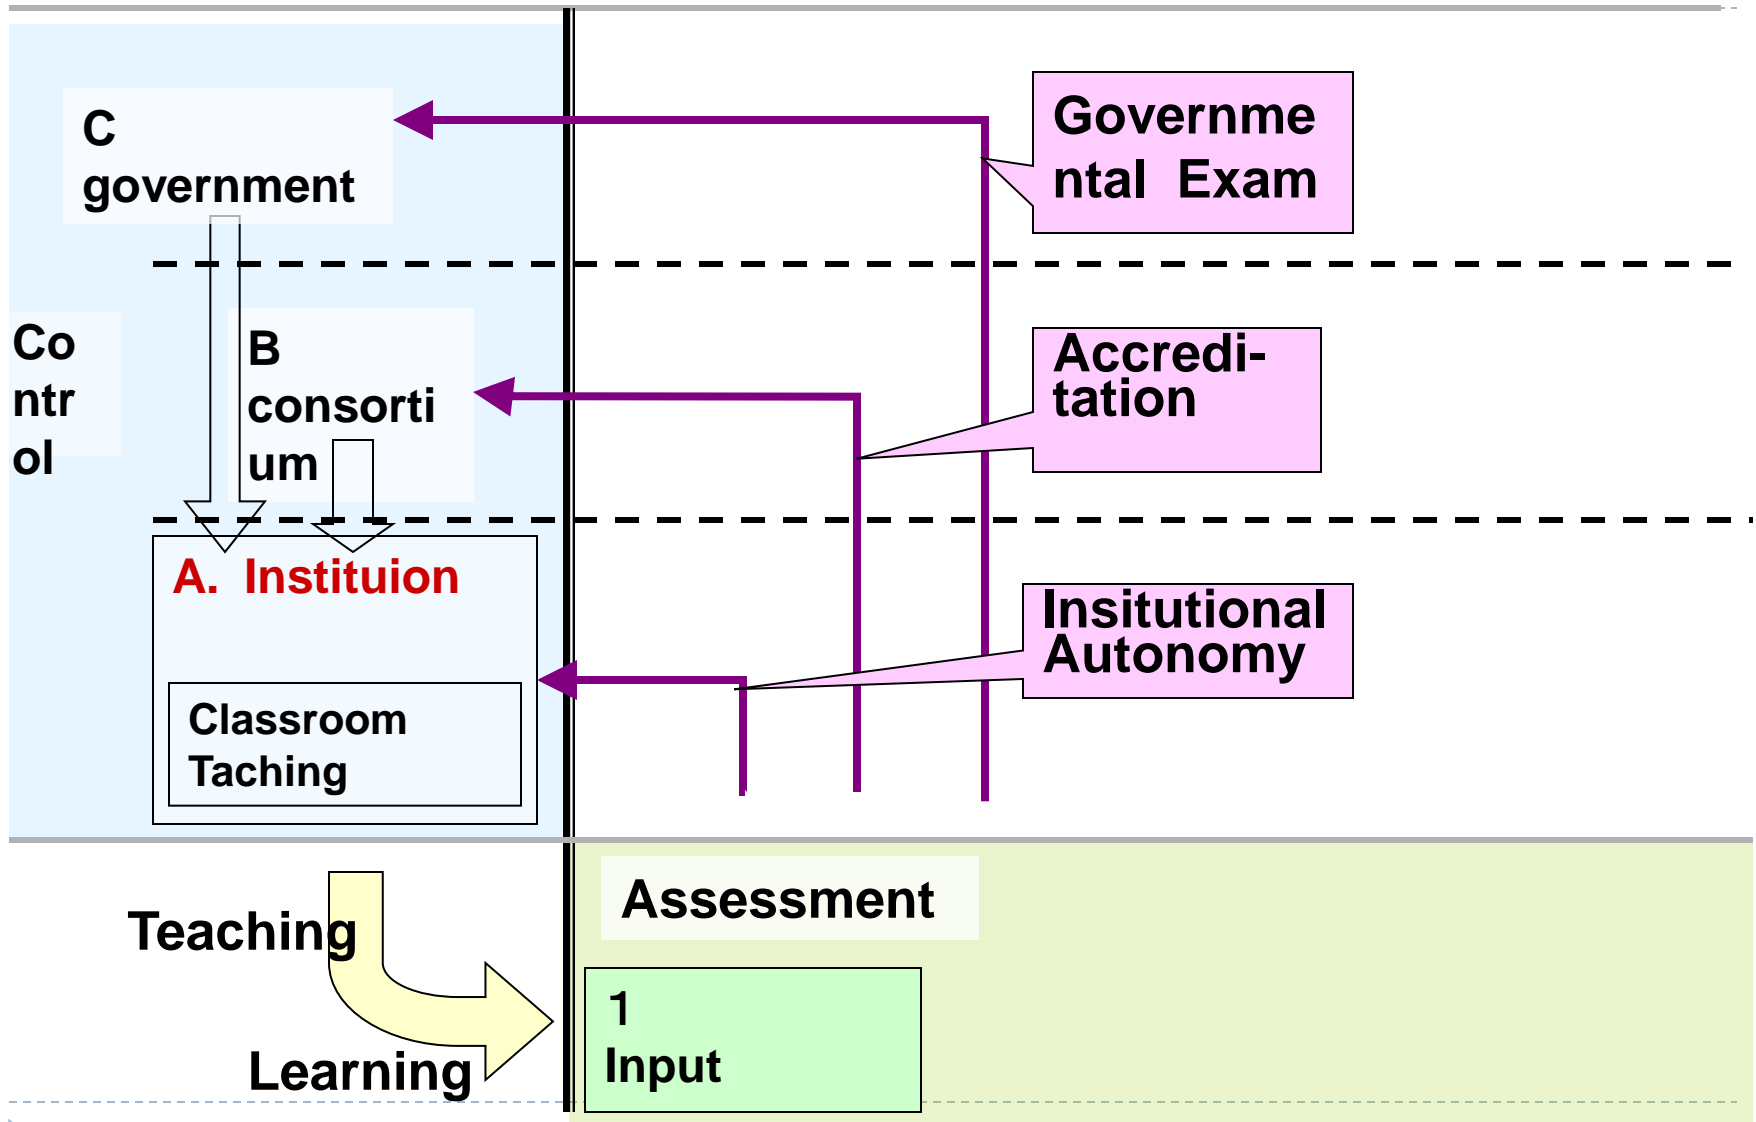 C
government
Governme
ntal Exam
Co
ntr
ol
B
consorti
um
Accredi-
tation
A. Instituion
Insitutional
Autonomy
Classroom
Taching
Teaching
Learning
Assessment
1
Input